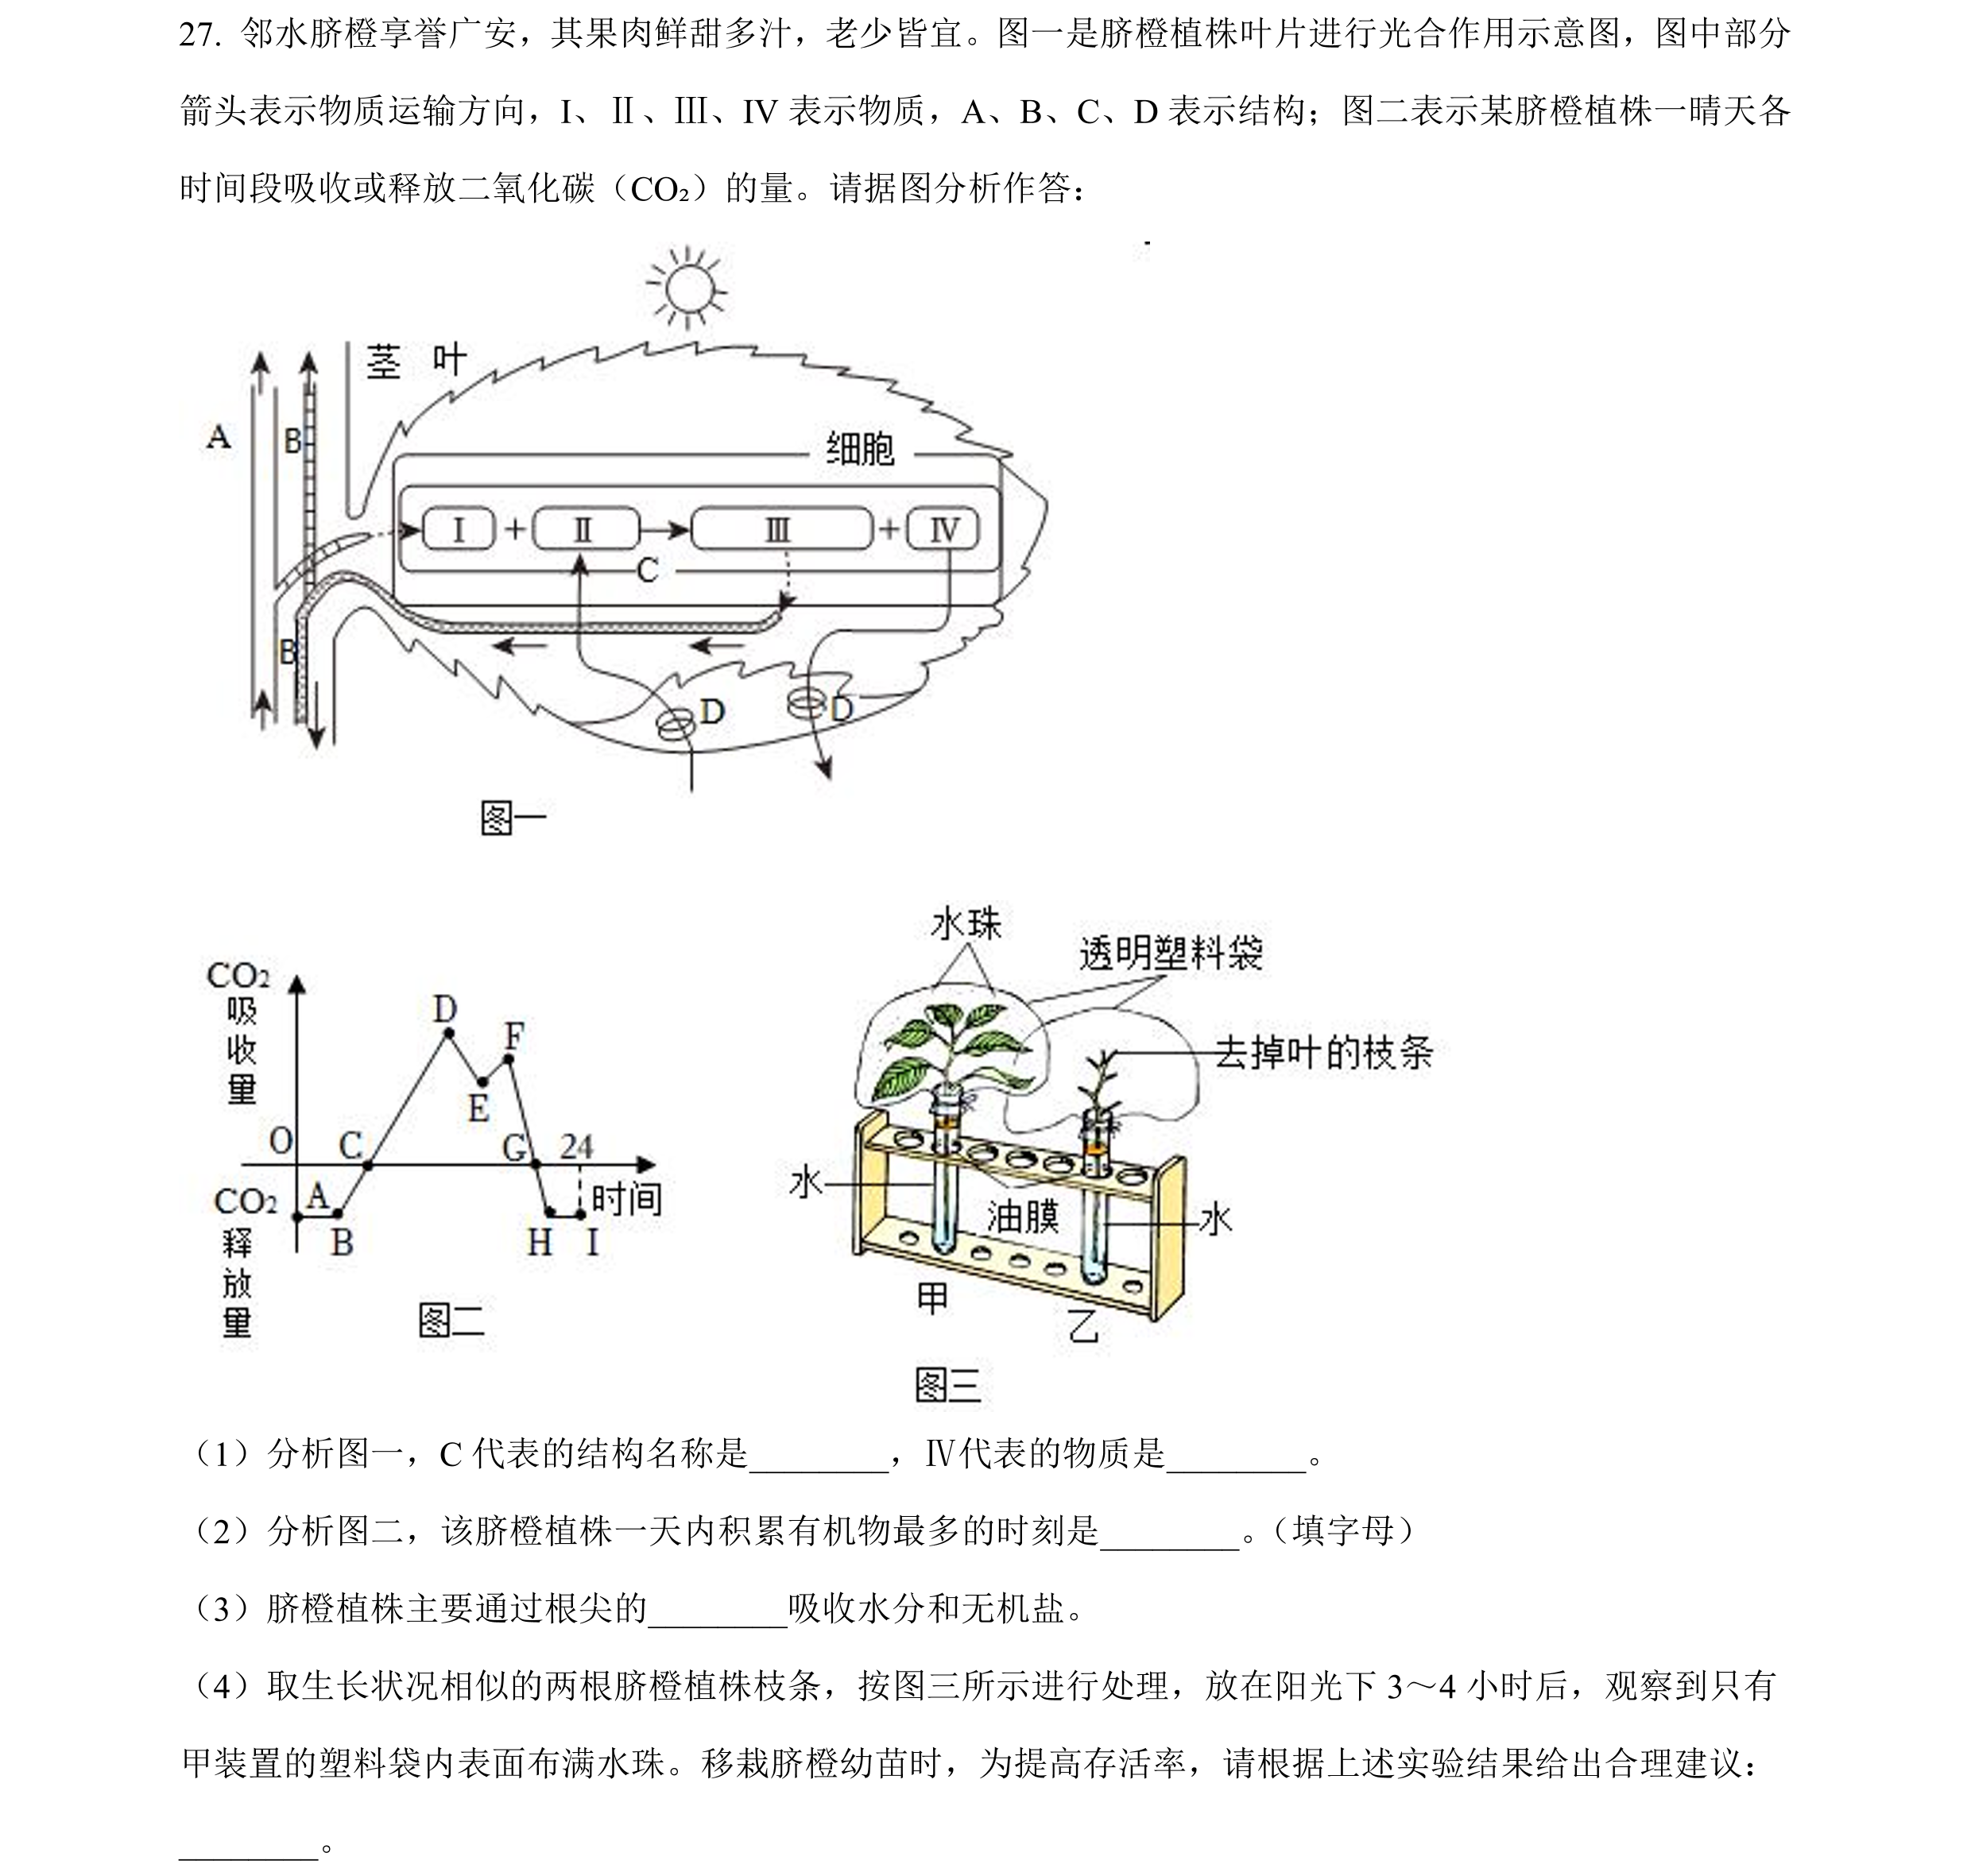 27. 邻水脐橙享誉广安，其果肉鲜甜多汁，老少皆宜。图一是脐橙植株叶片进行光合作用示意图，图中部分
箭头表示物质运输方向，I、Ⅱ、Ⅲ、IV 表示物质，A、B、C、D 表示结构；图二表示某脐橙植株一晴天各
时间段吸收或释放二氧化碳（CO₂）的量。请据图分析作答：
茎 叶
A
B
细胞
I + Ⅱ Ⅲ + Ⅳ
C
B
D
D
图一
CO₂吸收量
D
F
E
O
C
G
24
时间
CO₂释放量
A
B
H
I
图二
水珠
透明塑料袋
去掉叶的枝条
水
油膜
水
甲
乙
图三
（1）分析图一，C 代表的结构名称是________，Ⅳ代表的物质是________。
（2）分析图二，该脐橙植株一天内积累有机物最多的时刻是________。（填字母）
（3）脐橙植株主要通过根尖的________吸收水分和无机盐。
（4）取生长状况相似的两根脐橙植株枝条，按图三所示进行处理，放在阳光下 3～4 小时后，观察到只有
甲装置的塑料袋内表面布满水珠。移栽脐橙幼苗时，为提高存活率，请根据上述实验结果给出合理建议：
________。